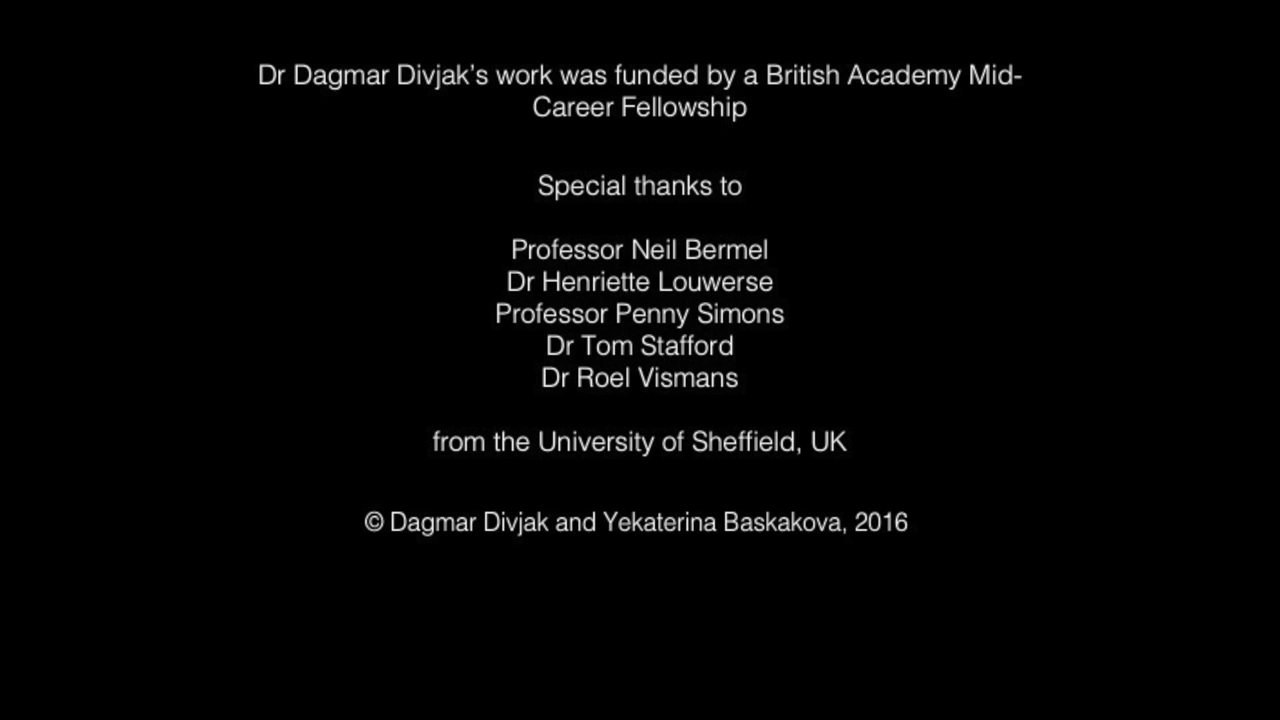 Dr Dagmar Divjak’s work was funded by a British Academy Mid-
Career Fellowship
Special thanks to
Professor Neil Bermel
Dr Henriette Louwerse
Professor Penny Simons
Dr Tom Stafford
Dr Roel Vismans
from the University of Sheffield, UK
© Dagmar Divjak and Yekaterina Baskakova, 2016